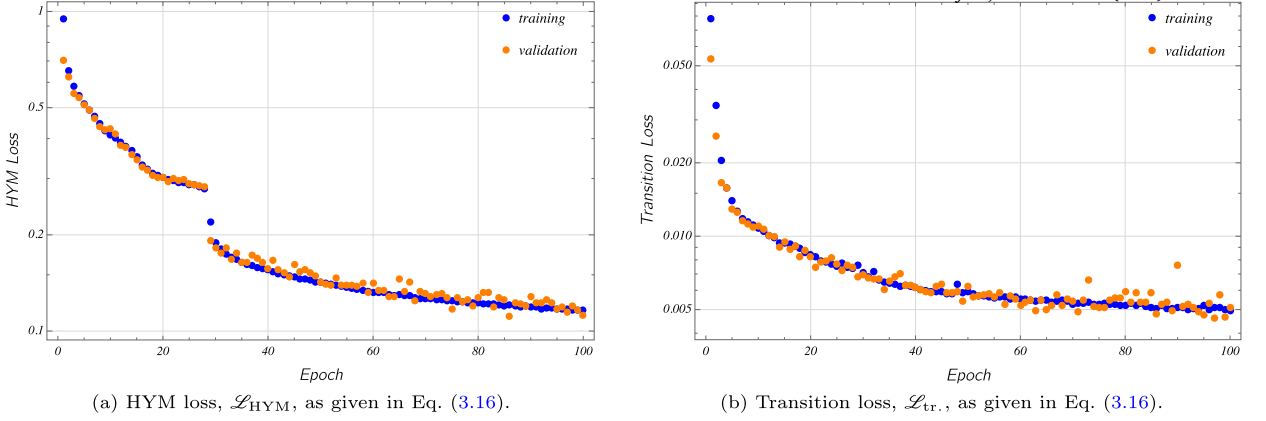 1
0.5
0.2
0.1
0
20
40
60
80
100
HYM Loss
Epoch
training
validation
(a) HYM loss, ℒHYM, as given in Eq. (3.16).
0.050
0.020
0.010
0.005
0
20
40
60
80
100
Transition Loss
Epoch
training
validation
(b) Transition loss, ℒtr., as given in Eq. (3.16).